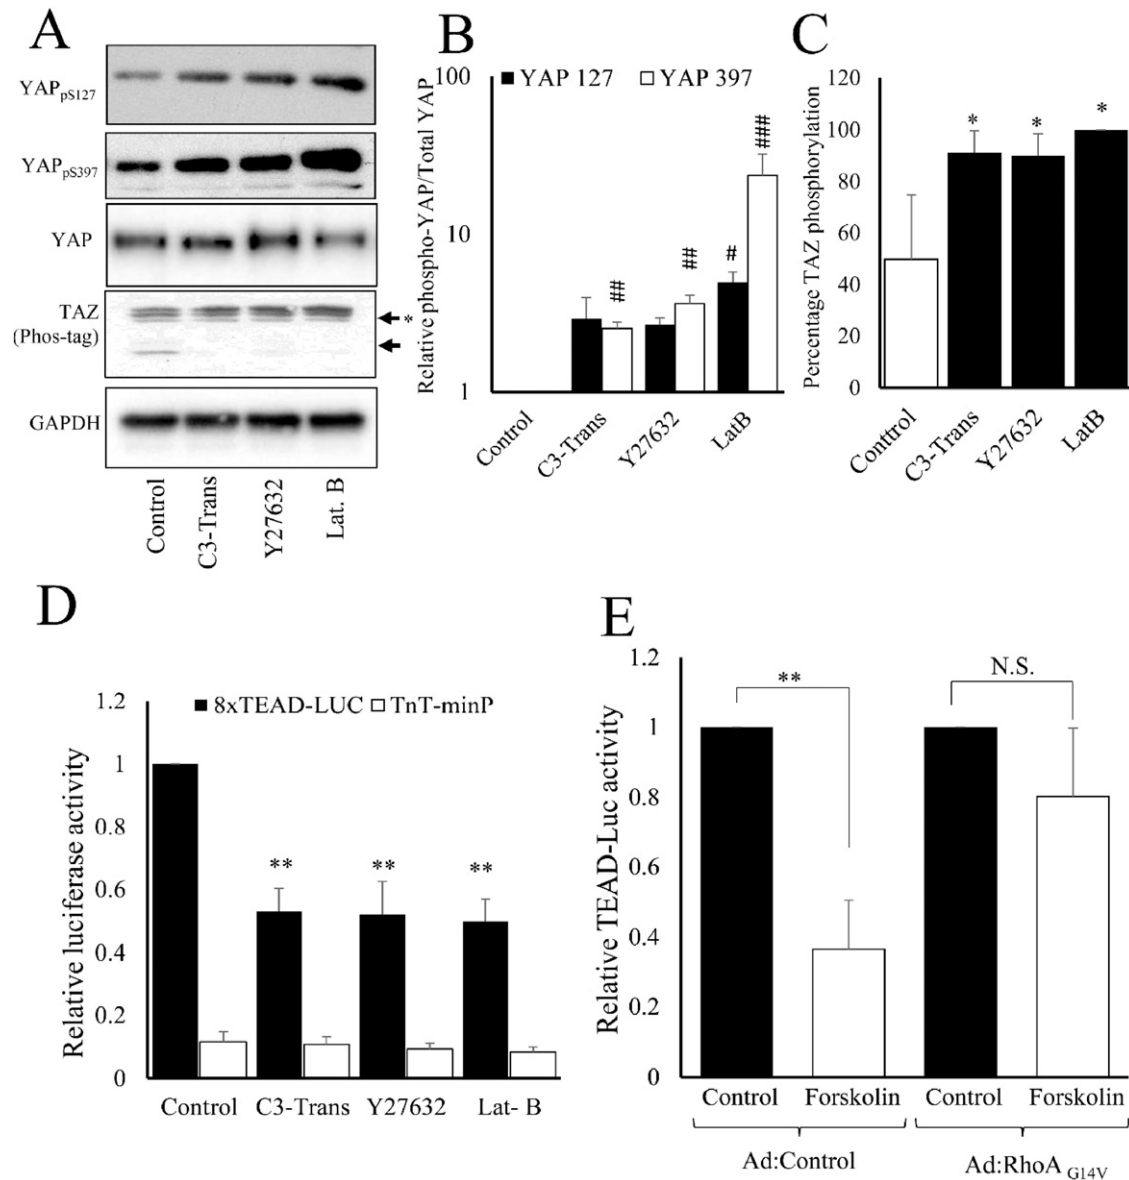 A
YAPpS127
YAPpS397
YAP
TAZ
(Phos-tag)
*
GAPDH
Control
C3-Trans
Y27632
Lat. B
B
Relative phospho-YAP/Total YAP
100
10
1
YAP 127
YAP 397
##
##
#
###
Control
C3-Trans
Y27632
LatB
C
Percentage TAZ phosphorylation
120
100
80
60
40
20
0
*
*
*
Conttrol
C3-Trans
Y27632
LatB
D
Relative luciferase activity
1.2
1
0.8
0.6
0.4
0.2
0
8xTEAD-LUC
TnT-minP
**
**
**
Control
C3-Trans
Y27632
Lat- B
E
Relative TEAD-Luc activity
1.2
1
0.8
0.6
0.4
0.2
0
**
N.S.
Control
Forskolin
Control
Forskolin
Ad:Control
Ad:RhoA G14V